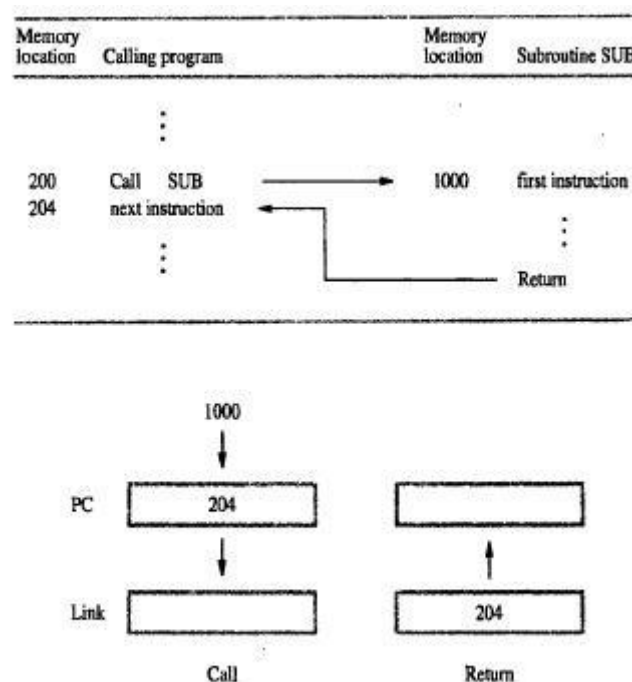 Memory location Calling program Memory location Subroutine SUB
200 Call SUB 1000 first instruction
204 next instruction
Return
1000
PC 204
Link 204
Call Return